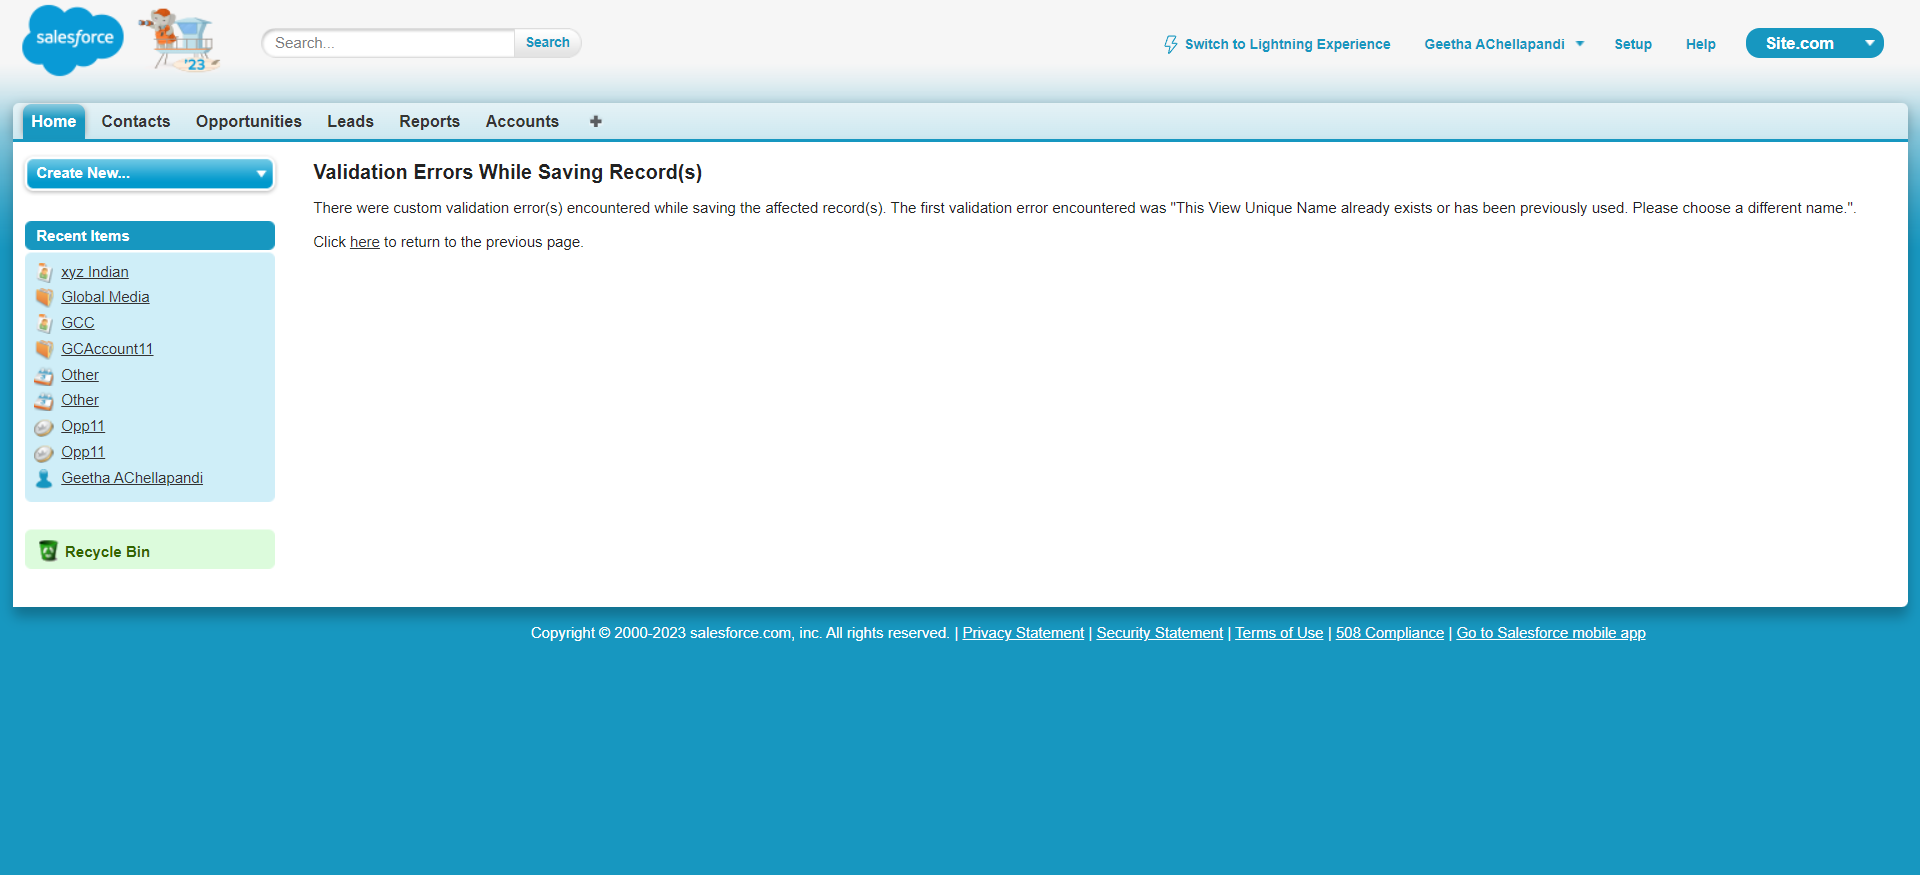 salesforce
'23
Search...
Search
Switch to Lightning Experience
Geetha AChellapandi
Setup
Help
Site.com
Home
Contacts
Opportunities
Leads
Reports
Accounts
Create New...
Validation Errors While Saving Record(s)
There were custom validation error(s) encountered while saving the affected record(s). The first validation error encountered was "This View Unique Name already exists or has been previously used. Please choose a different name.".
Click here to return to the previous page.
Recent Items
xyz Indian
Global Media
GCC
GCAccount11
Other
Other
Opp11
Opp11
Geetha AChellapandi
Recycle Bin
Copyright © 2000-2023 salesforce.com, inc. All rights reserved. | Privacy Statement | Security Statement | Terms of Use | 508 Compliance | Go to Salesforce mobile app